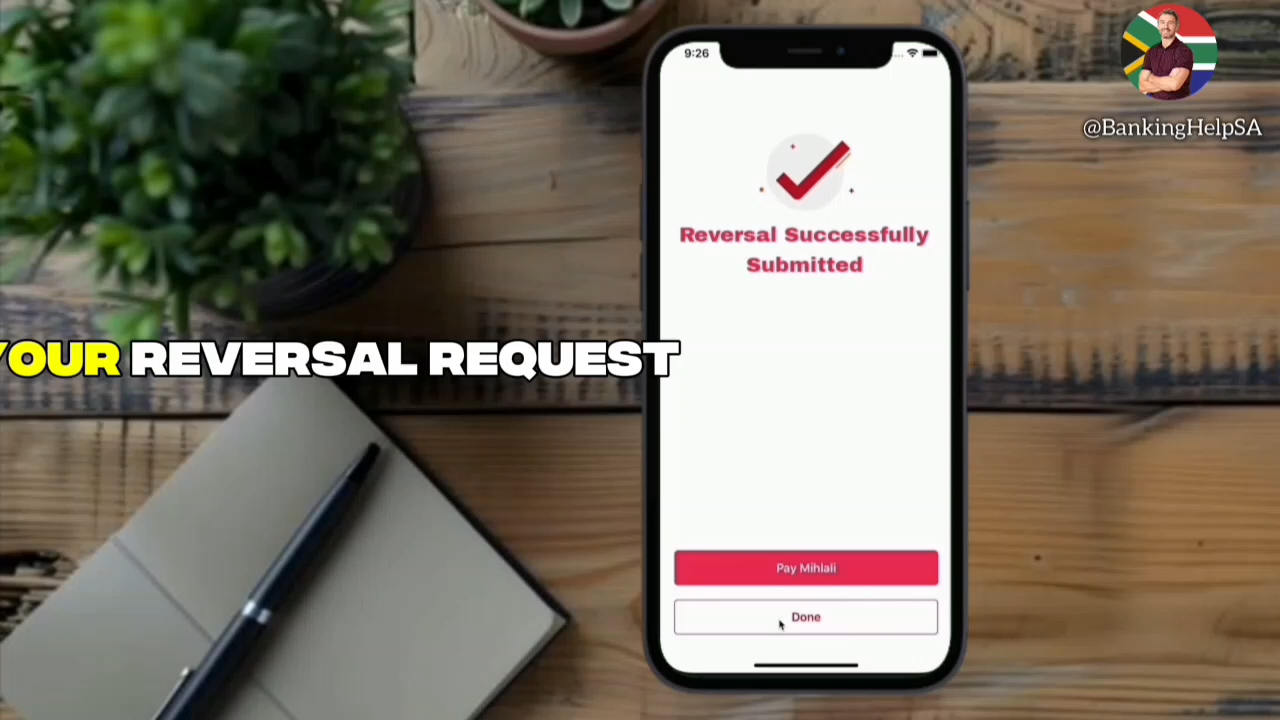 9:26
@BankingHelpSA
Reversal Successfully
Submitted
YOUR REVERSAL REQUEST
Pay Mihlali
Done